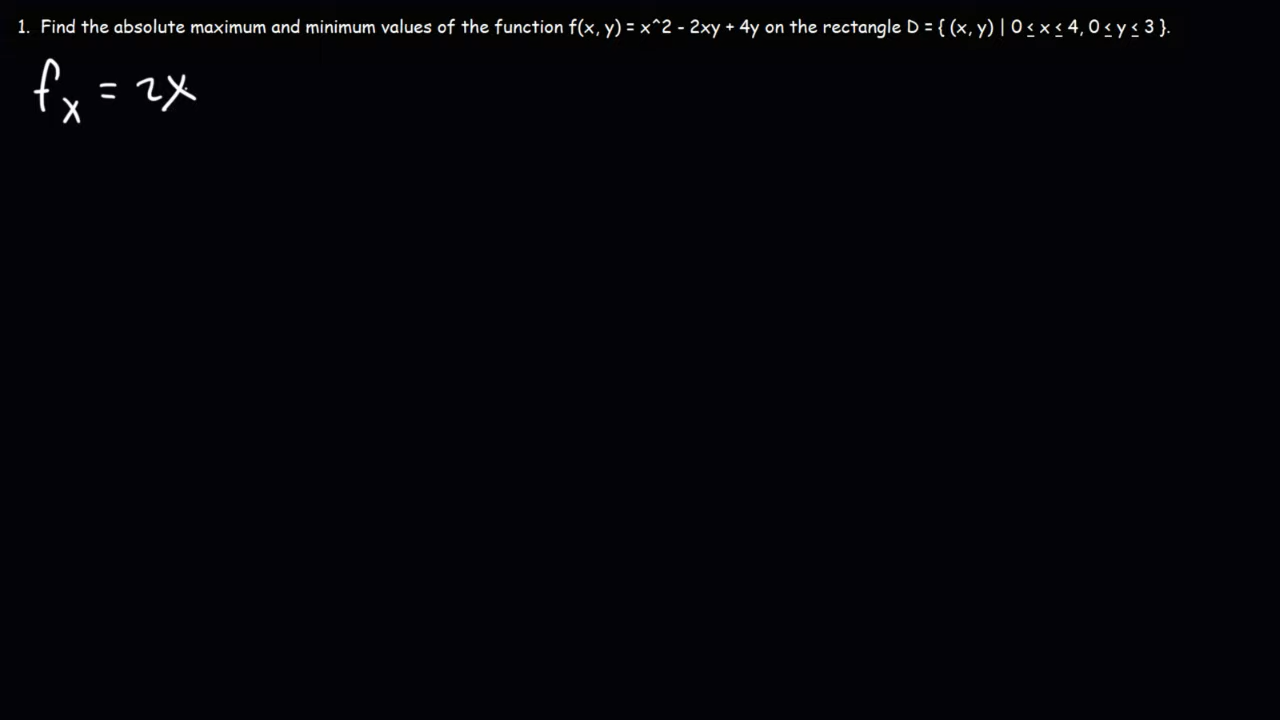 1. Find the absolute maximum and minimum values of the function f(x, y) = x^2 - 2xy + 4y on the rectangle D = { (x, y) | 0 ≤ x ≤ 4, 0 ≤ y ≤ 3 }.
fx = 2x